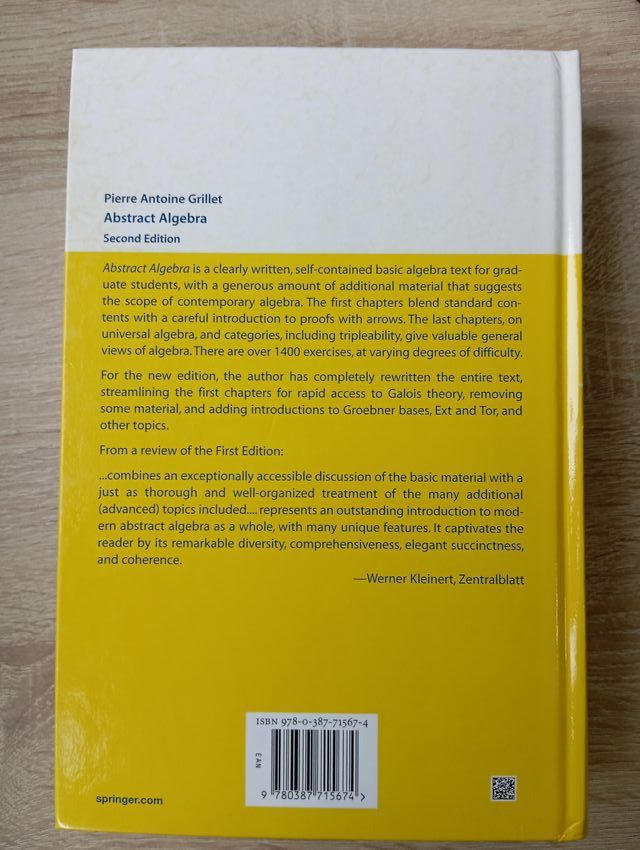 Pierre Antoine Grillet
Abstract Algebra
Second Edition
Abstract Algebra is a clearly written, self-contained basic algebra text for grad-
uate students, with a generous amount of additional material that suggests
the scope of contemporary algebra. The first chapters blend standard con-
tents with a careful introduction to proofs with arrows. The last chapters, on
universal algebra, and categories, including tripleability, give valuable general
views of algebra. There are over 1400 exercises, at varying degrees of difficulty.
For the new edition, the author has completely rewritten the entire text,
streamlining the first chapters for rapid access to Galois theory, removing
some material, and adding introductions to Groebner bases, Ext and Tor, and
other topics.
From a review of the First Edition:
...combines an exceptionally accessible discussion of the basic material with a
just as thorough and well-organized treatment of the many additional
(advanced) topics included.... represents an outstanding introduction to mod-
ern abstract algebra as a whole, with many unique features. It captivates the
reader by its remarkable diversity, comprehensiveness, elegant succinctness,
and coherence.
—Werner Kleinert, Zentralblatt
ISBN 978-0-387-71567-4
EAN
9 780387 715674 >
springer.com